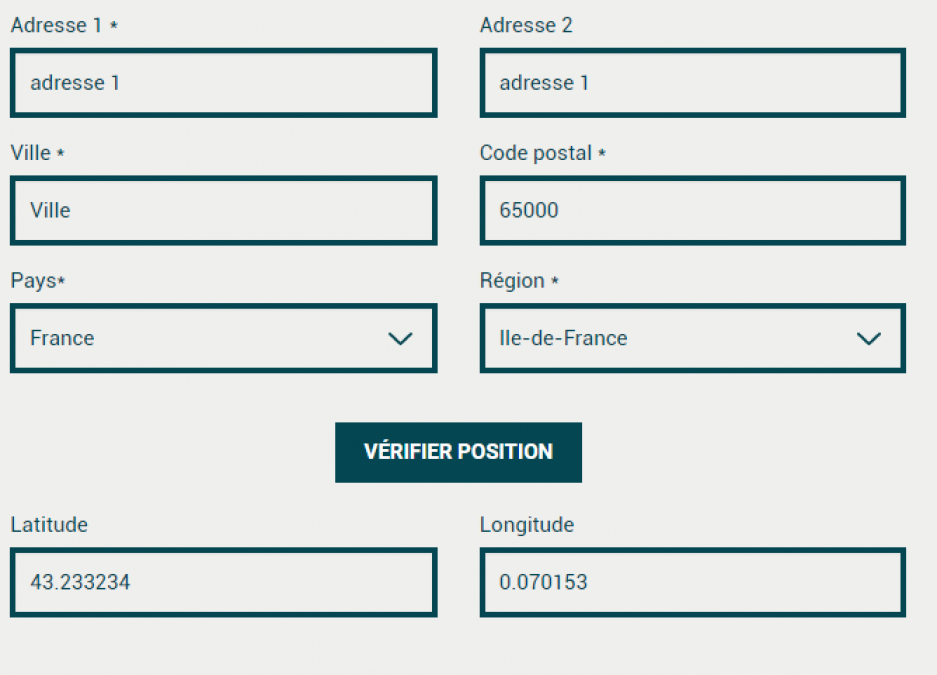 Adresse 1 *
Adresse 2
adresse 1
adresse 1
Ville *
Code postal *
Ville
65000
Pays*
Région *
France
Ile-de-France
VÉRIFIER POSITION
Latitude
Longitude
43.233234
0.070153